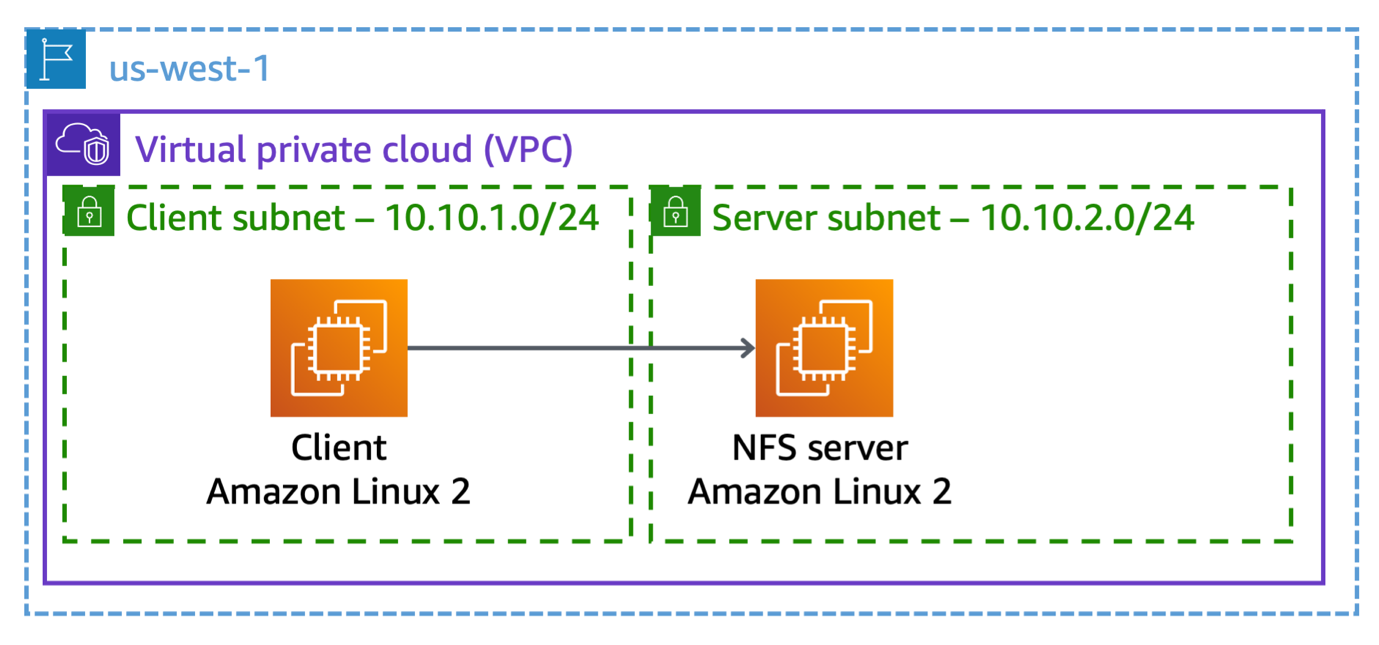 us-west-1
Virtual private cloud (VPC)
Client subnet – 10.10.1.0/24
Server subnet – 10.10.2.0/24
Client
Amazon Linux 2
NFS server
Amazon Linux 2